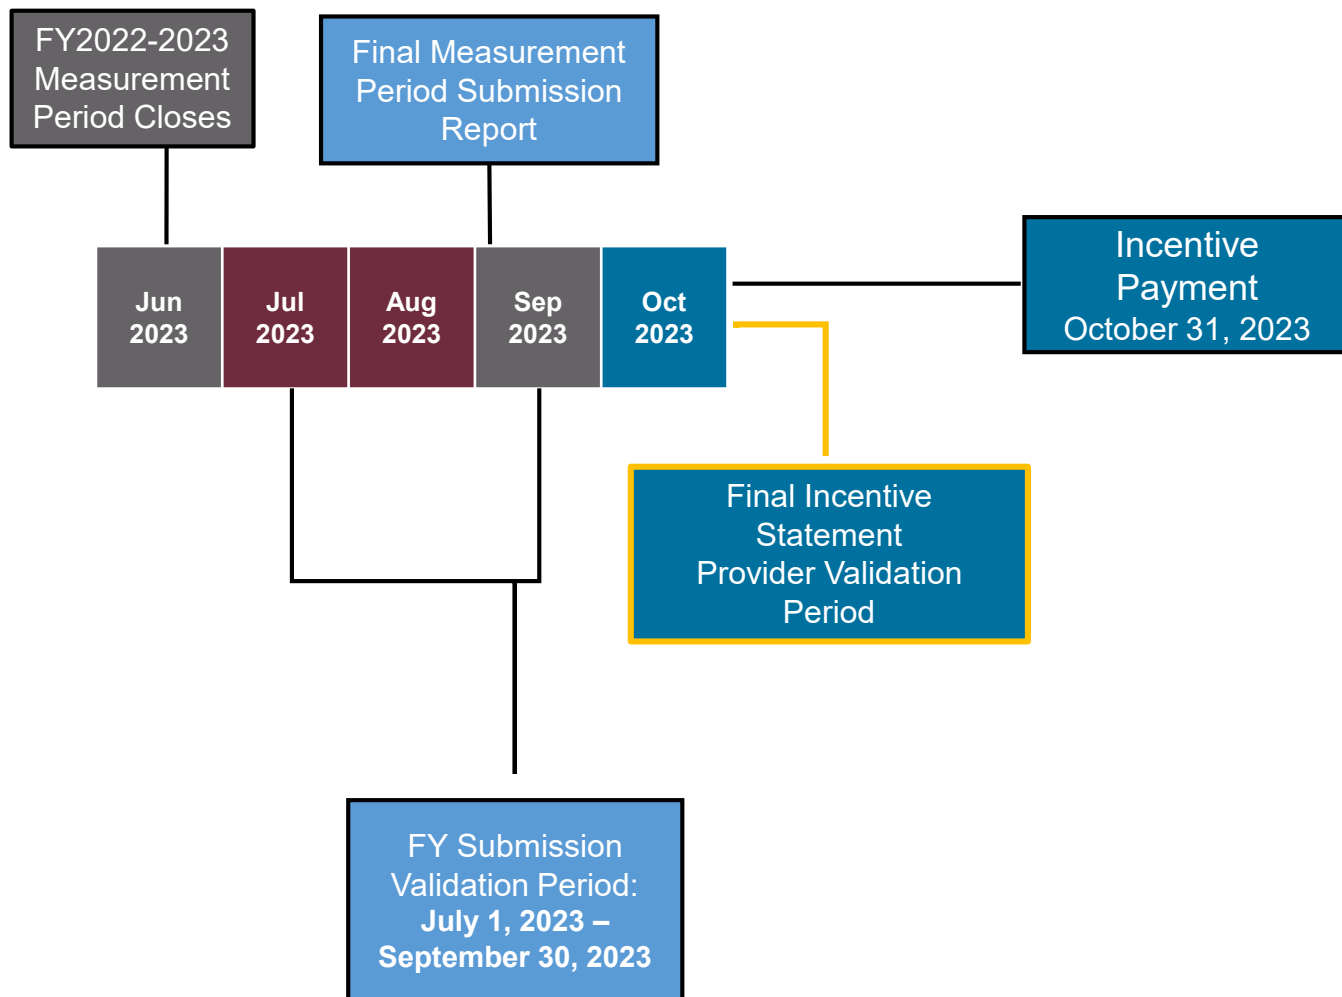 FY2022-2023
Measurement
Period Closes
Final Measurement
Period Submission
Report
Jun
2023
Jul
2023
Aug
2023
Sep
2023
Oct
2023
Incentive
Payment
October 31, 2023
Final Incentive
Statement
Provider Validation
Period
FY Submission
Validation Period:
July 1, 2023 –
September 30, 2023